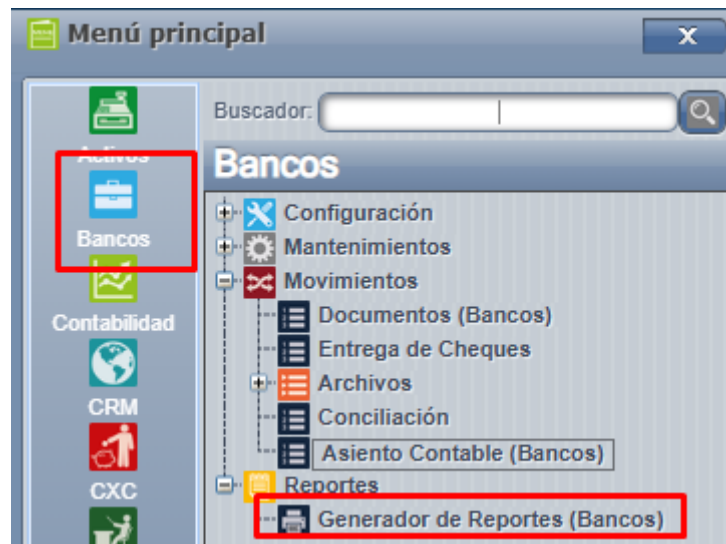 Menú principal
X
Buscador:
Activos
Bancos
Contabilidad
CRM
CXC
Bancos
Configuración
Mantenimientos
Movimientos
Documentos (Bancos)
Entrega de Cheques
Archivos
Conciliación
Asiento Contable (Bancos)
Reportes
Generador de Reportes (Bancos)